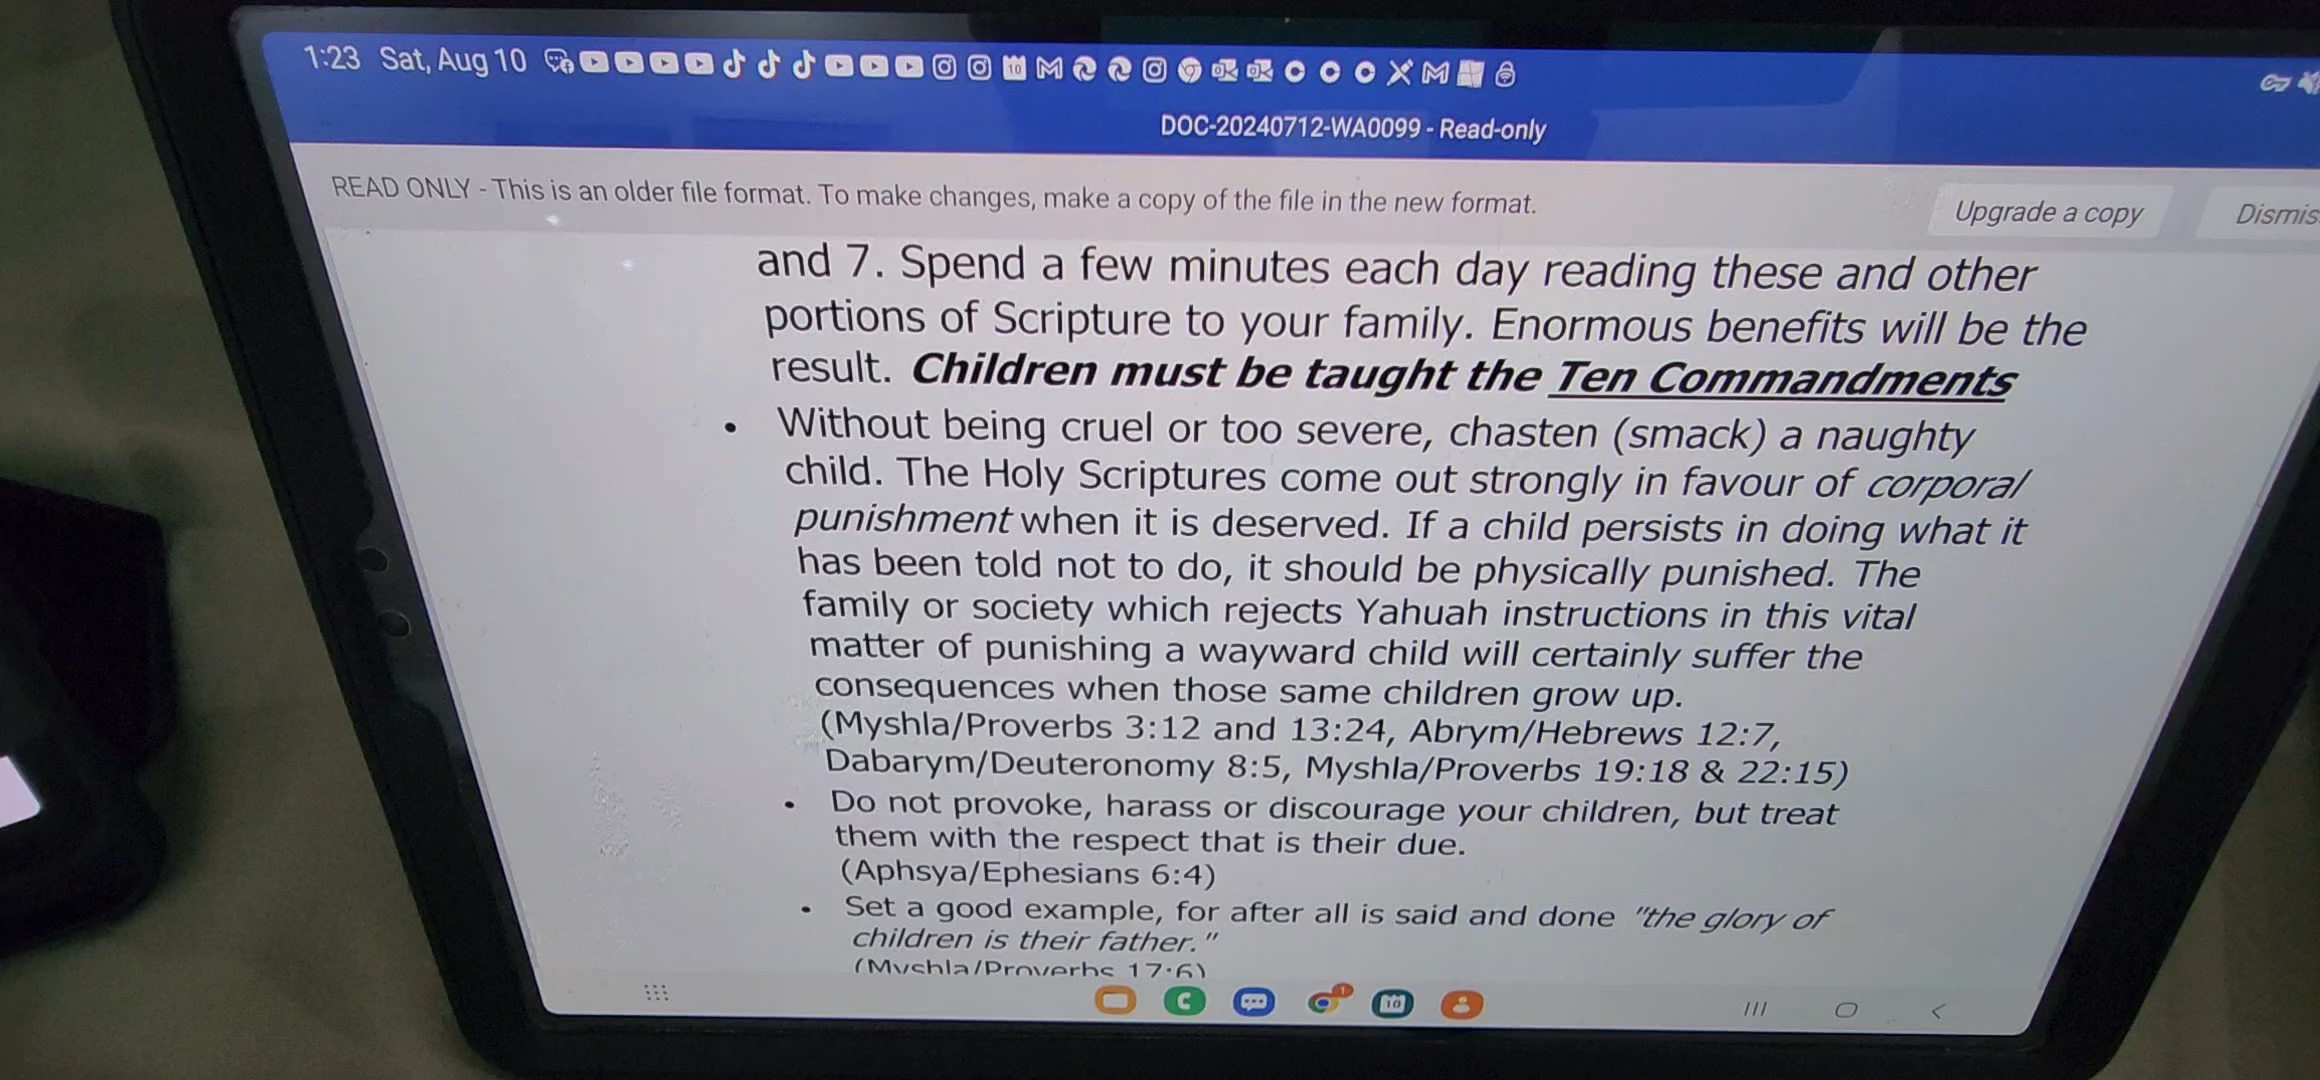 1:23 Sat, Aug 10
DOC-20240712-WA0099 - Read-only
READ ONLY - This is an older file format. To make changes, make a copy of the file in the new format.
Upgrade a copy
Dismis
and 7. Spend a few minutes each day reading these and other
portions of Scripture to your family. Enormous benefits will be the
result. Children must be taught the Ten Commandments
• Without being cruel or too severe, chasten (smack) a naughty
child. The Holy Scriptures come out strongly in favour of corporal
punishment when it is deserved. If a child persists in doing what it
has been told not to do, it should be physically punished. The
family or society which rejects Yahuah instructions in this vital
matter of punishing a wayward child will certainly suffer the
consequences when those same children grow up.
(Myshla/Proverbs 3:12 and 13:24, Abrym/Hebrews 12:7,
Dabarym/Deuteronomy 8:5, Myshla/Proverbs 19:18 & 22:15)
• Do not provoke, harass or discourage your children, but treat
them with the respect that is their due.
(Aphsya/Ephesians 6:4)
• Set a good example, for after all is said and done "the glory of
children is their father."
(Myshla/Proverbs 17:6)